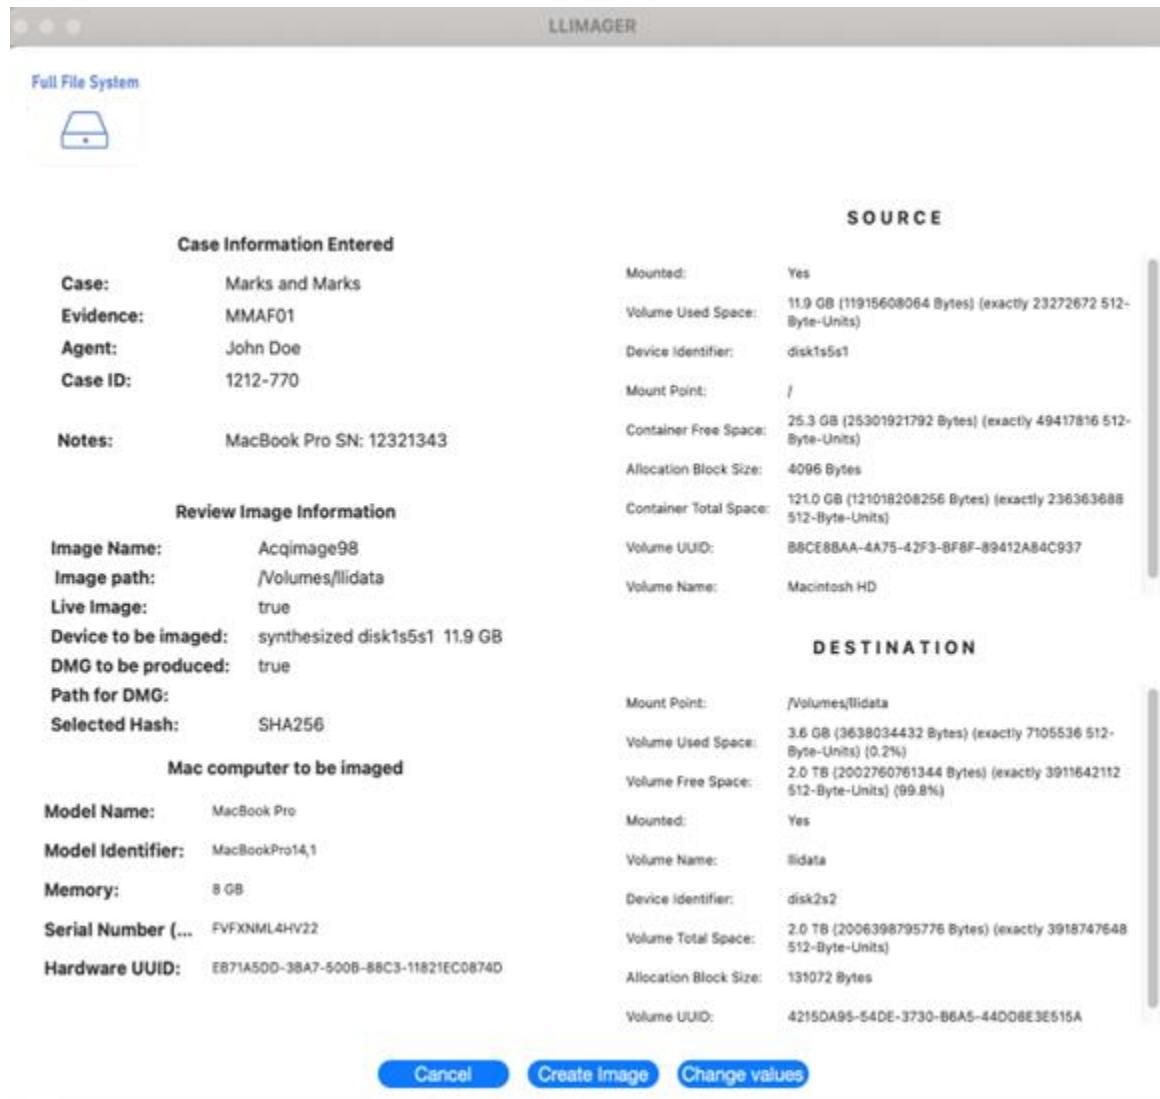 LLIMAGER
Full File System
Case Information Entered
Case: Marks and Marks
Evidence: MMAF01
Agent: John Doe
Case ID: 1212-770
Notes: MacBook Pro SN: 12321343
Review Image Information
Image Name: Acqimage98
Image path: /Volumes/llidata
Live Image: true
Device to be imaged: synthesized disk1s5s1 11.9 GB
DMG to be produced: true
Path for DMG:
Selected Hash: SHA256
Mac computer to be imaged
Model Name: MacBook Pro
Model Identifier: MacBookPro14,1
Memory: 8 GB
Serial Number (...  FVFXNML4HV22
Hardware UUID: EB71A5DD-3BA7-500B-88C3-11821EC0874D
SOURCE
Mounted: Yes
Volume Used Space: 11.9 GB (11915608064 Bytes) (exactly 23272672 512-
Byte-Units)
Device Identifier: disk1s5s1
Mount Point: /
Container Free Space: 25.3 GB (25301921792 Bytes) (exactly 49417816 512-
Byte-Units)
Allocation Block Size: 4096 Bytes
Container Total Space: 121.0 GB (121018208256 Bytes) (exactly 236363688
512-Byte-Units)
Volume UUID: B8CE8BAA-4A75-42F3-BF8F-89412A84C937
Volume Name: Macintosh HD
DESTINATION
Mount Point: /Volumes/llidata
Volume Used Space: 3.6 GB (3638034432 Bytes) (exactly 7105536 512-
Byte-Units) (0.2%)
Volume Free Space: 2.0 TB (2002760761344 Bytes) (exactly 3911642112
512-Byte-Units) (99.8%)
Mounted: Yes
Volume Name: llidata
Device Identifier: disk2s2
Volume Total Space: 2.0 TB (2006398795776 Bytes) (exactly 3918747648
512-Byte-Units)
Allocation Block Size: 131072 Bytes
Volume UUID: 4215DA95-54DE-3730-B6A5-44DD8E3E515A
Cancel
Create Image
Change values